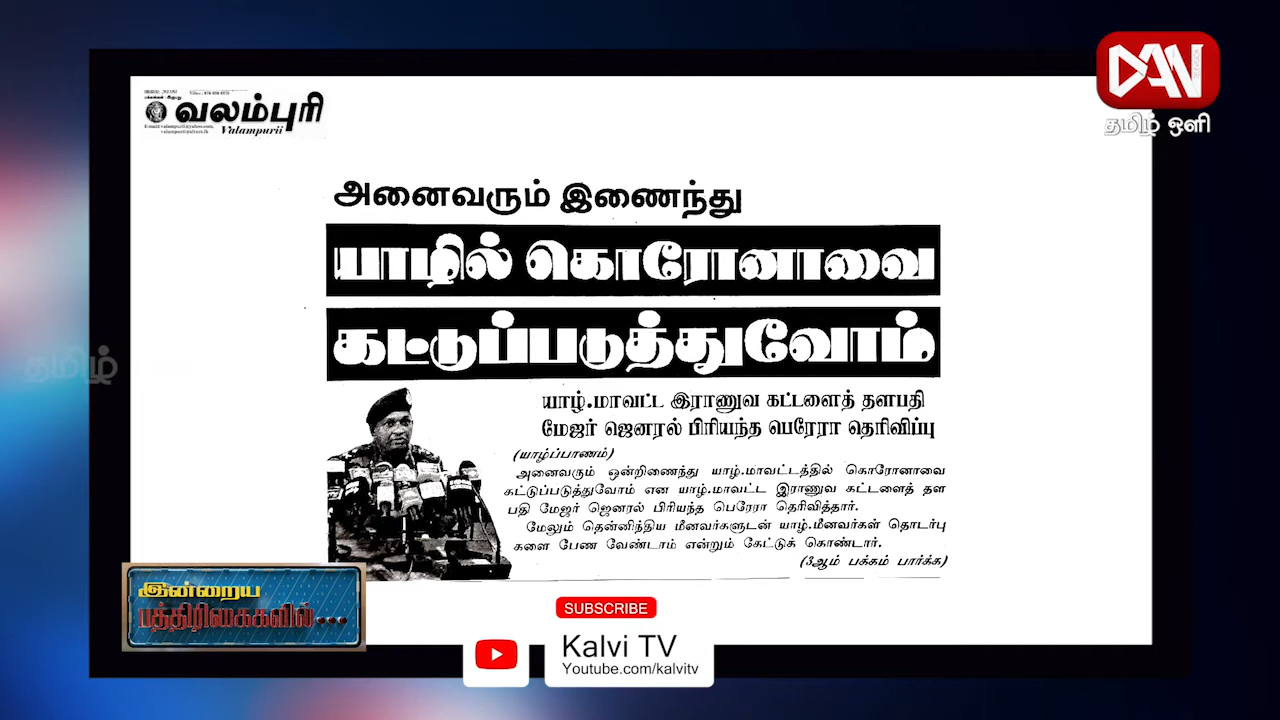 வலம்புரி
Valampurii
DAN
தமிழ் ஒளி
அனைவரும் இணைந்து
யாழில் கொரோனாவை
கட்டுப்படுத்துவோம்
யாழ்.மாவட்ட இராணுவ கட்டளைத் தளபதி
மேஜர் ஜெனரல் பிரியந்த பெரேரா தெரிவிப்பு
(யாழ்ப்பாணம்)
அனைவரும் ஒன்றிணைந்து யாழ்.மாவட்டத்தில் கொரோனாவை
கட்டுப்படுத்துவோம் என யாழ்.மாவட்ட இராணுவ கட்டளைத் தள
பதி மேஜர் ஜெனரல் பிரியந்த பெரேரா தெரிவித்தார்.
மேலும் தென்னிந்திய மீனவர்களுடன் யாழ்.மீனவர்கள் தொடர்பு
களை பேண வேண்டாம் என்றும் கேட்டுக் கொண்டார்.
(3ஆம் பக்கம் பார்க்க)
தமிழ்
இன்றைய
பத்திரிகைகளில்...
SUBSCRIBE
Kalvi TV
Youtube.com/kalvitv